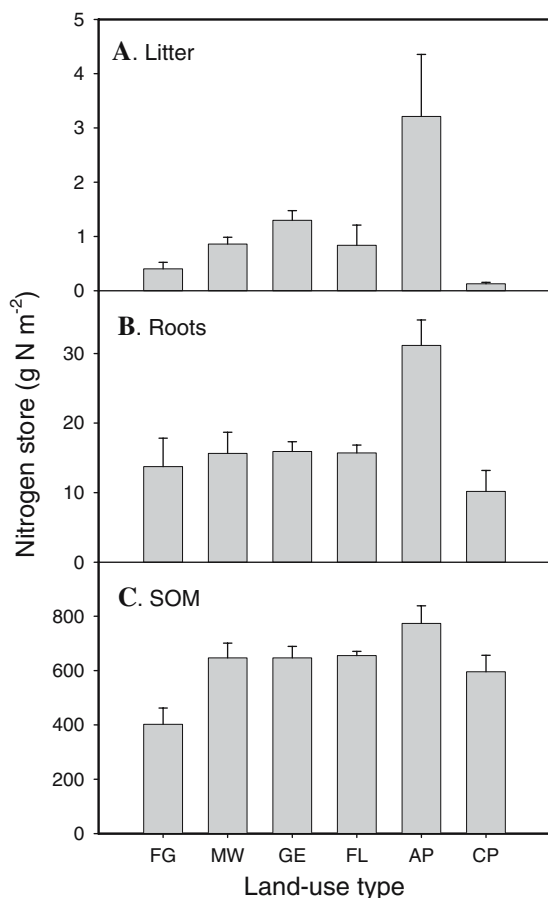 Nitrogen store (g N m-2)
A. Litter
5
4
3
2
1
0
B. Roots
30
20
10
0
C. SOM
800
600
400
200
0
FG MW GE FL AP CP
Land-use type